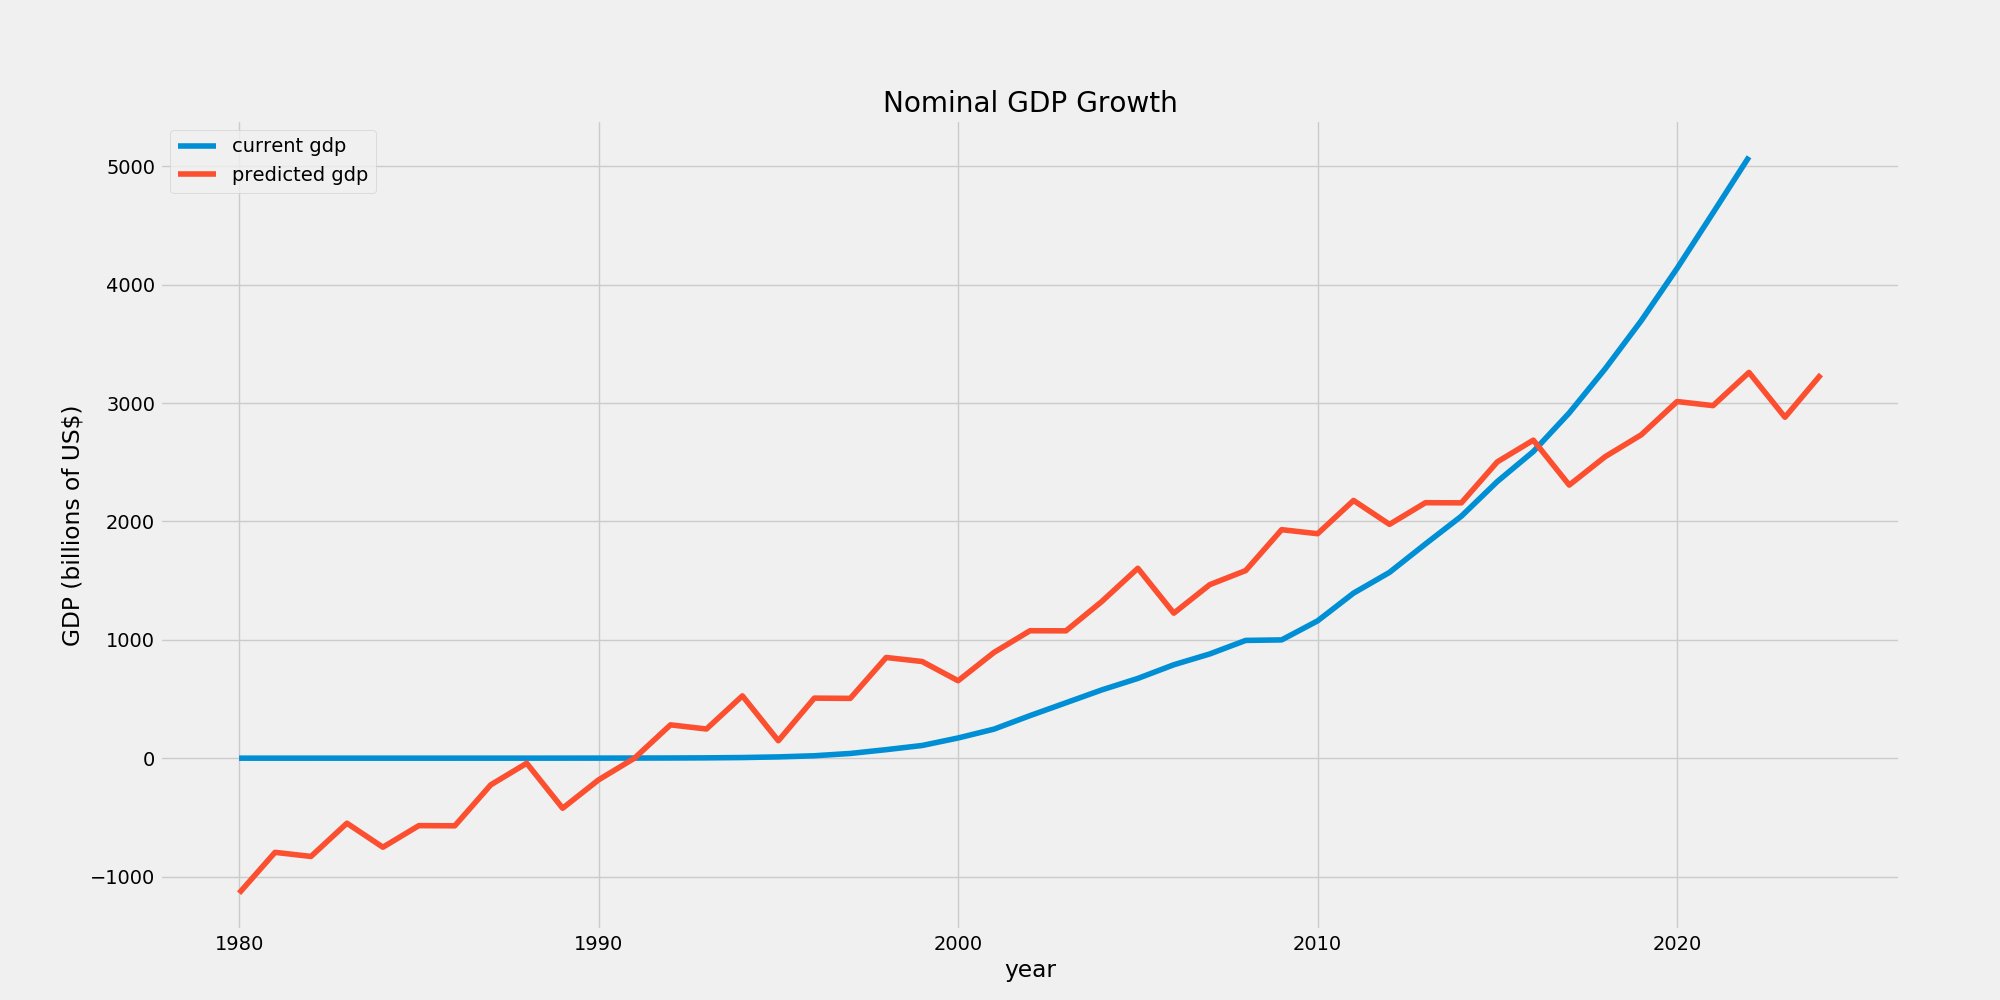 Nominal GDP Growth
current gdp
predicted gdp
5000
4000
3000
2000
1000
0
−1000
GDP (billions of US$)
1980 1990 2000 2010 2020
year